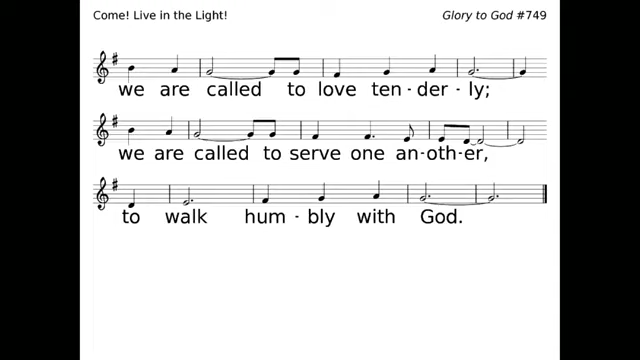 Come! Live in the Light!
Glory to God #749
we are called to love ten - der - ly;
we are called to serve one an-oth-er,
to walk hum - bly with God.